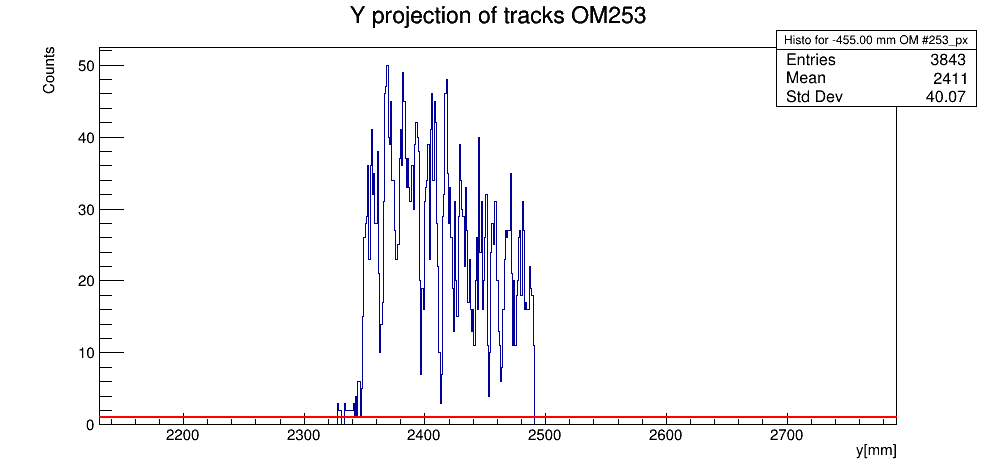 Y projection of tracks OM253
Histo for -455.00 mm OM #253_px
Entries 3843
Mean 2411
Std Dev 40.07
Counts
50
40
30
20
10
0
2200 2300 2400 2500 2600 2700
y[mm]